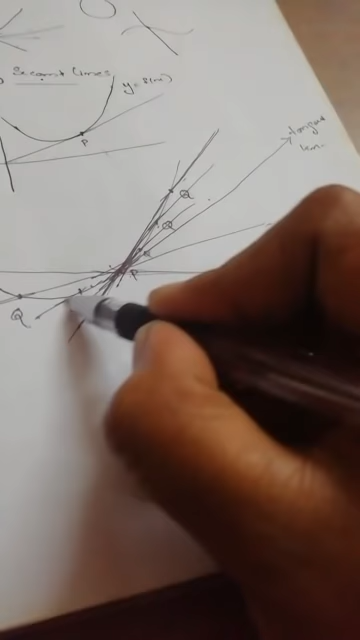 Secant Lines
y=f(x)
P
tangent
line
Q
Q
Q
P
Q